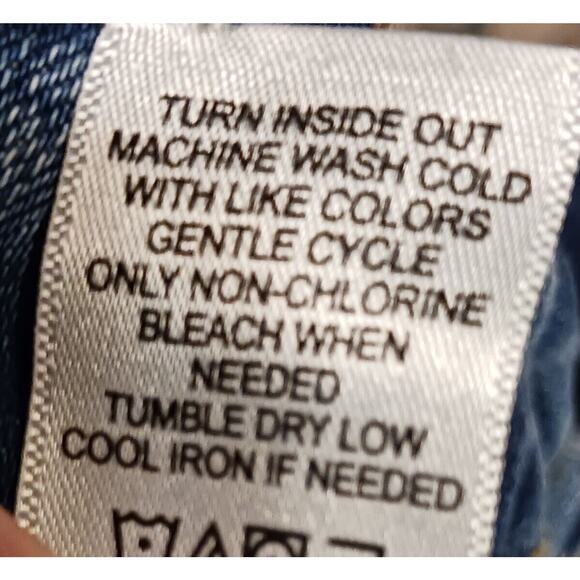 TURN INSIDE OUT
MACHINE WASH COLD
WITH LIKE COLORS
GENTLE CYCLE
ONLY NON-CHLORINE
BLEACH WHEN
NEEDED
TUMBLE DRY LOW
COOL IRON IF NEEDED